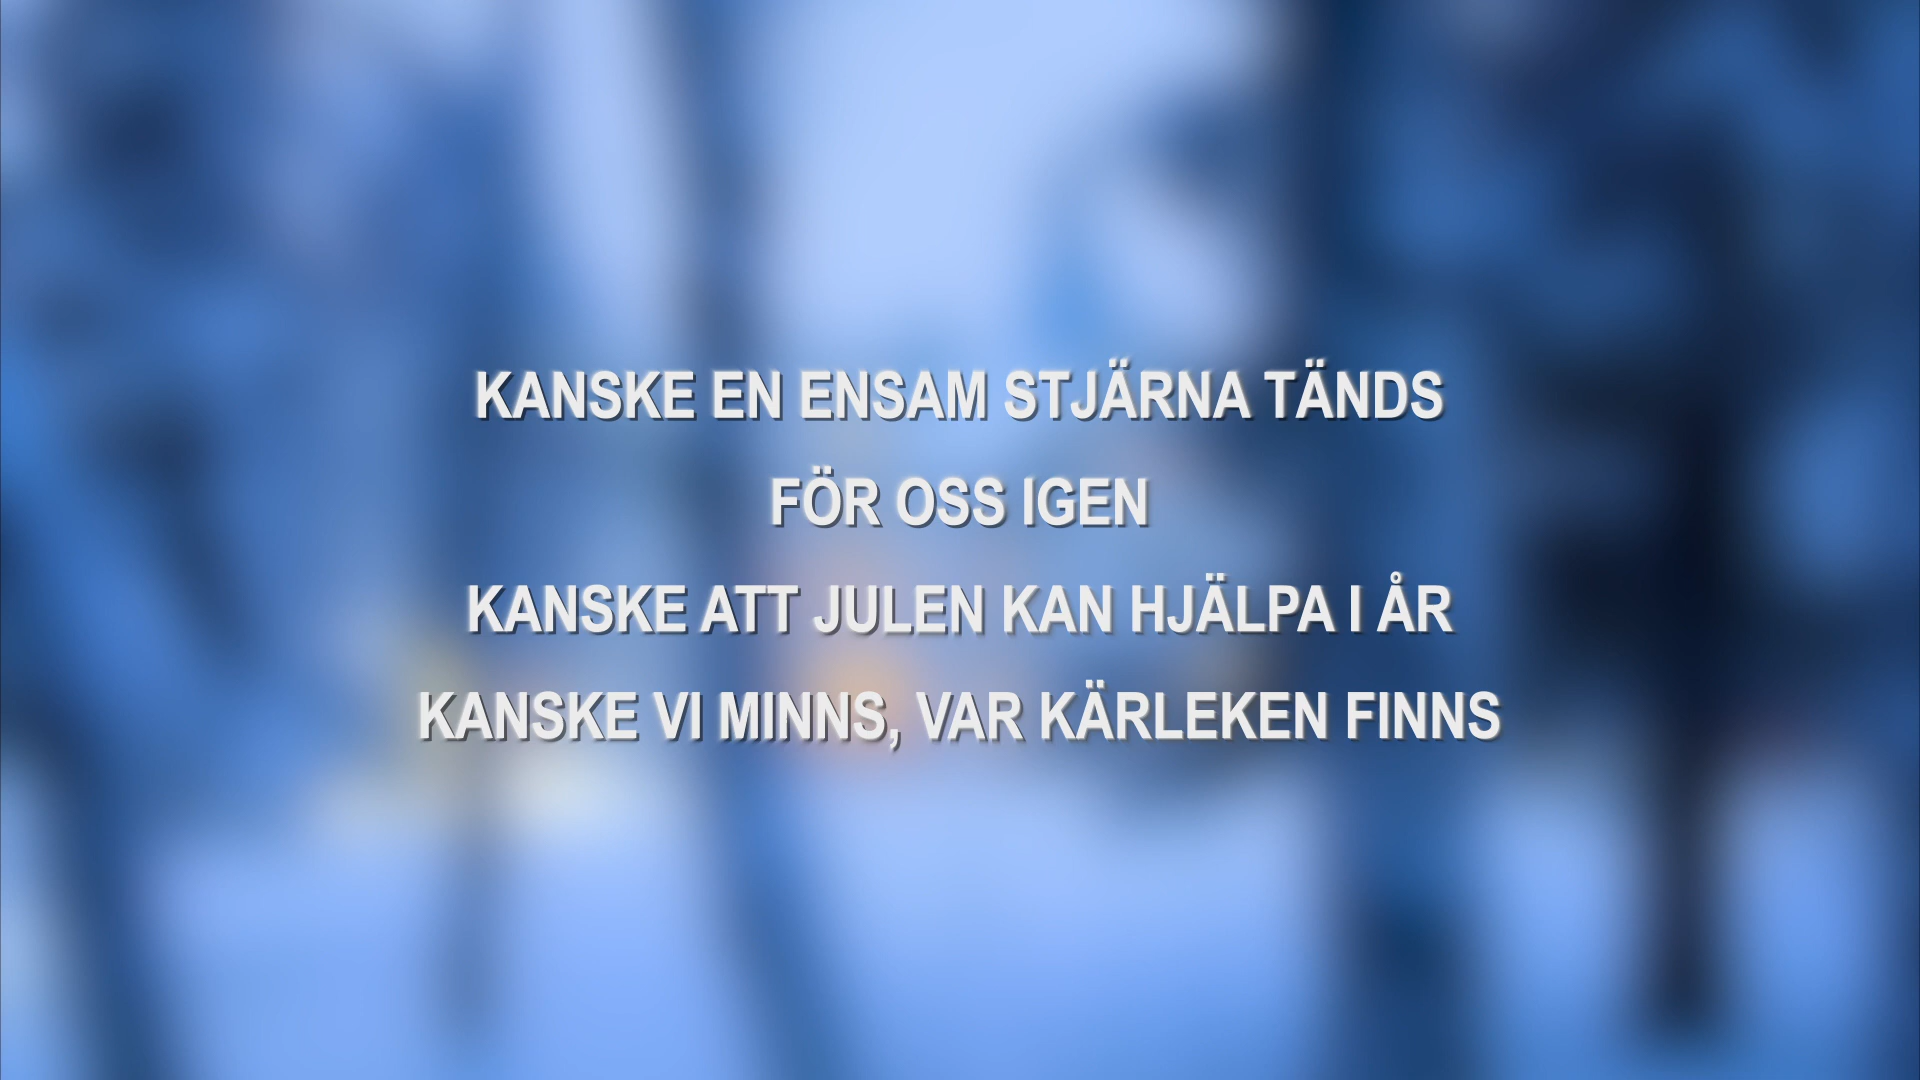 KANSKE EN ENSAM STJÄRNA TÄNDS
FÖR OSS IGEN
KANSKE ATT JULEN KAN HJÄLPA I ÅR
KANSKE VI MINNS, VAR KÄRLEKEN FINNS